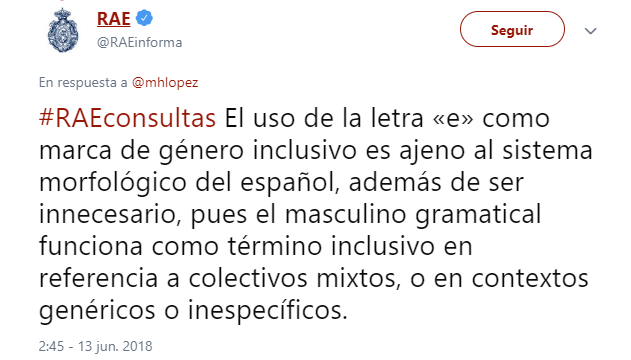 RAE
@RAEinforma
Seguir
En respuesta a @mhlopez
#RAEconsultas El uso de la letra «e» como
marca de género inclusivo es ajeno al sistema
morfológico del español, además de ser
innecesario, pues el masculino gramatical
funciona como término inclusivo en
referencia a colectivos mixtos, o en contextos
genéricos o inespecíficos.
2:45 - 13 jun. 2018